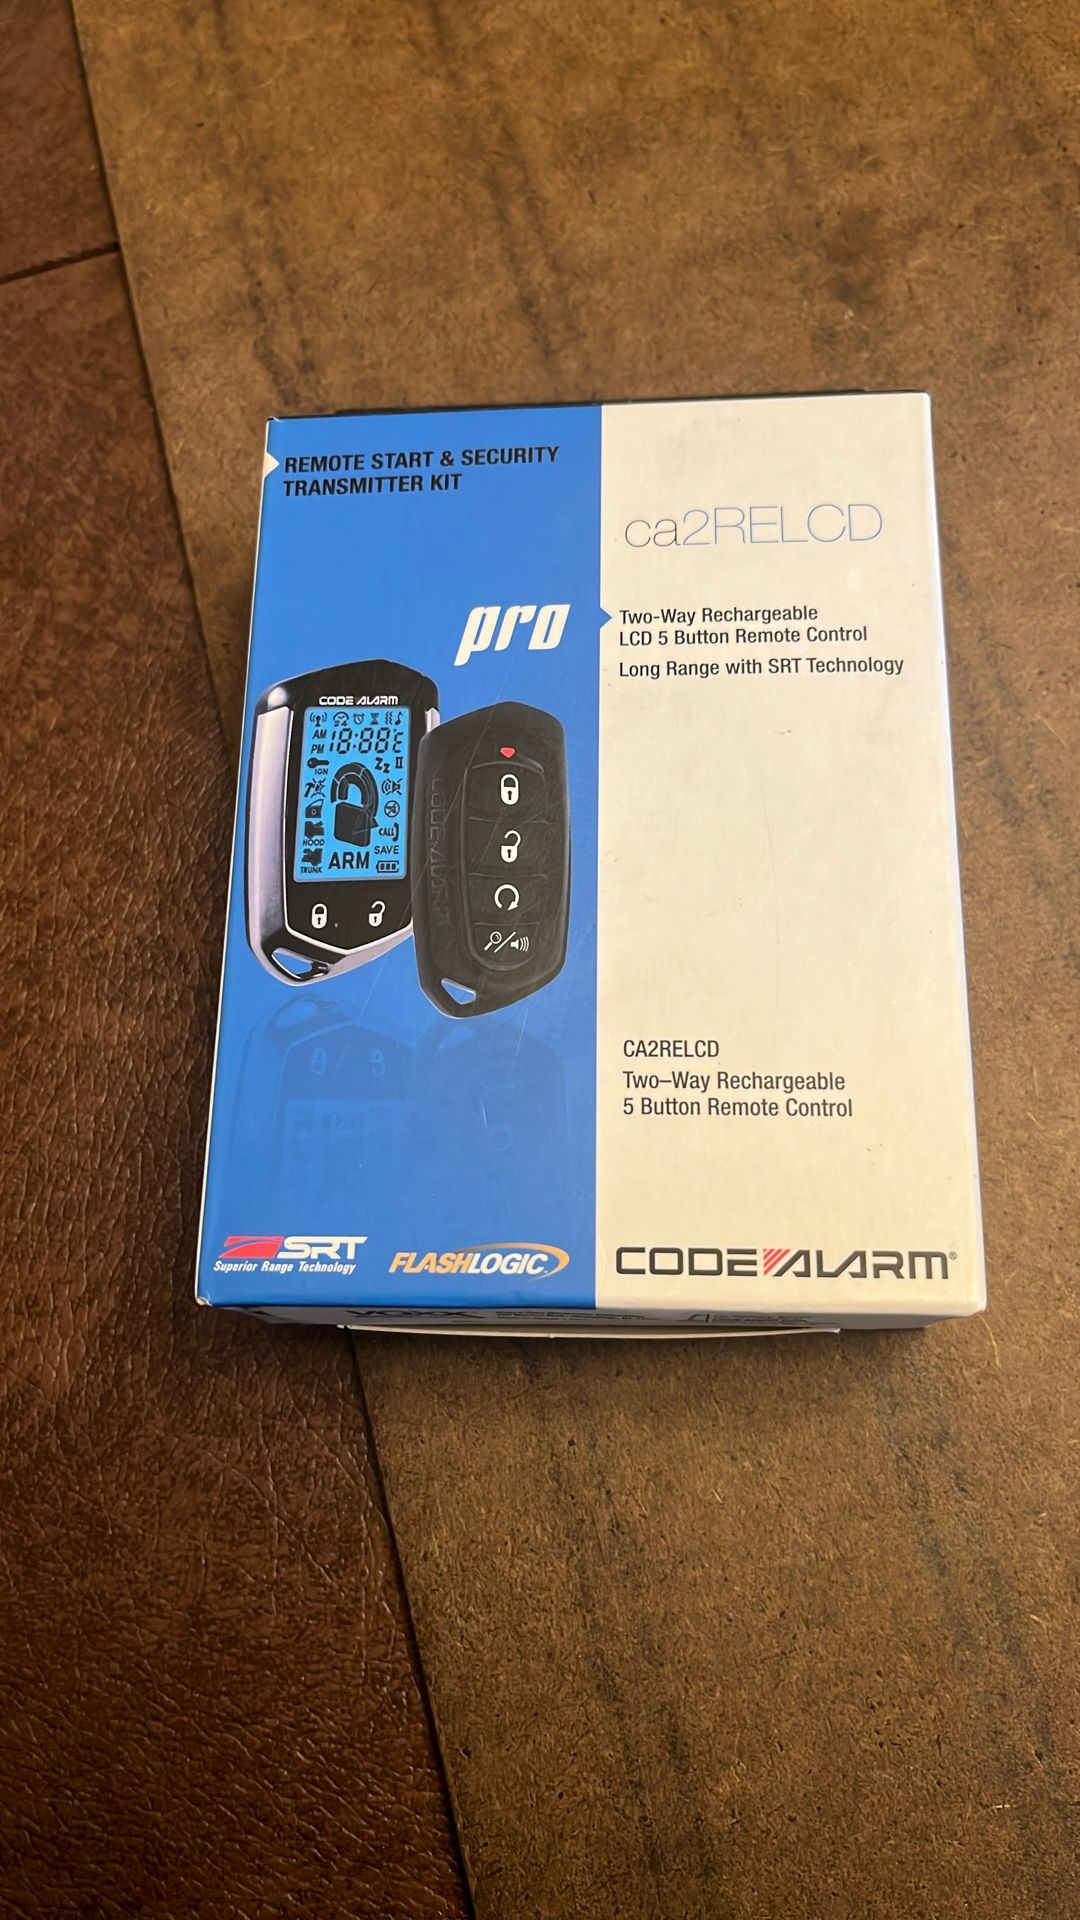 REMOTE START & SECURITY
TRANSMITTER KIT
pro
CODE ALARM
AM
PM
18:88
IGN
Zz
HOOD
CALL
SAVE
TRUNK
ARM
SRT
Superior Range Technology
FLASHLOGIC
ca2RELCD
Two-Way Rechargeable
LCD 5 Button Remote Control
Long Range with SRT Technology
CA2RELCD
Two–Way Rechargeable
5 Button Remote Control
CODE ALARM®
VOXX